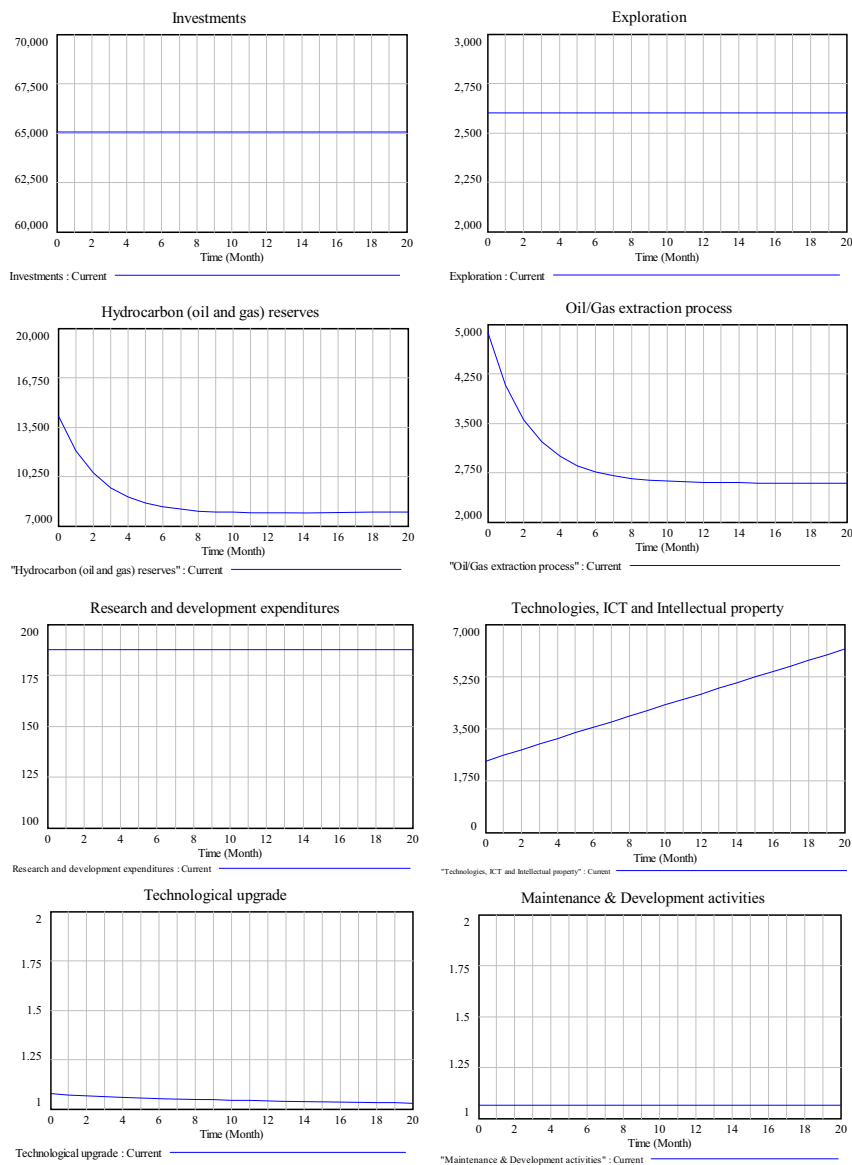 Investments
70,000
67,500
65,000
62,500
60,000
0 2 4 6 8 10 12 14 16 18 20
Time (Month)
Investments : Current
Exploration
3,000
2,750
2,500
2,250
2,000
0 2 4 6 8 10 12 14 16 18 20
Time (Month)
Exploration : Current
Hydrocarbon (oil and gas) reserves
20,000
16,750
13,500
10,250
7,000
0 2 4 6 8 10 12 14 16 18 20
Time (Month)
"Hydrocarbon (oil and gas) reserves" : Current
Oil/Gas extraction process
5,000
4,250
3,500
2,750
2,000
0 2 4 6 8 10 12 14 16 18 20
Time (Month)
"Oil/Gas extraction process" : Current
Research and development expenditures
200
175
150
125
100
0 2 4 6 8 10 12 14 16 18 20
Time (Month)
Research and development expenditures : Current
Technologies, ICT and Intellectual property
7,000
5,250
3,500
1,750
0
0 2 4 6 8 10 12 14 16 18 20
Time (Month)
"Technologies, ICT and Intellectual property" : Current
Technological upgrade
2
1.75
1.5
1.25
1
0 2 4 6 8 10 12 14 16 18 20
Time (Month)
Technological upgrade : Current
Maintenance & Development activities
2
1.75
1.5
1.25
1
0 2 4 6 8 10 12 14 16 18 20
Time (Month)
"Maintenance & Development activities" : Current